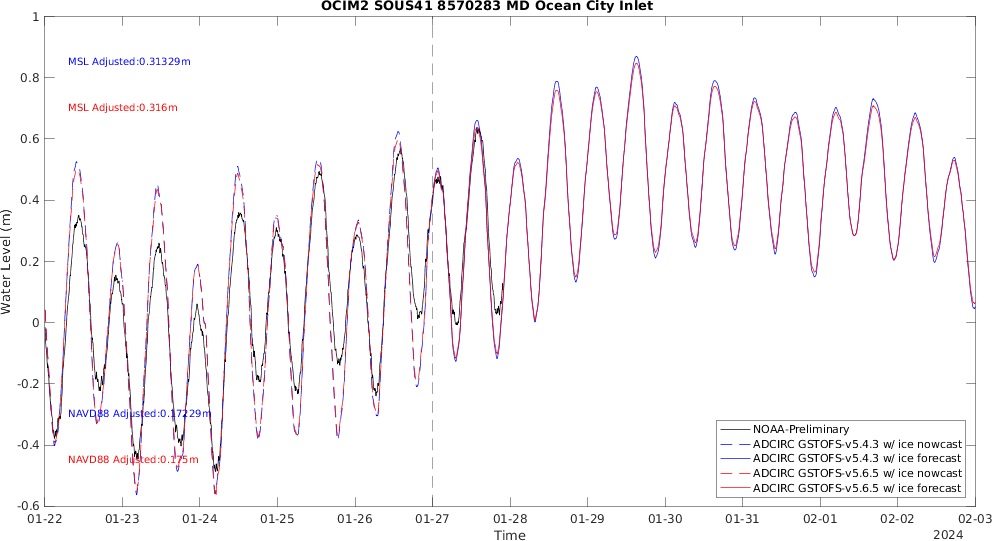 OCIM2 SOUS41 8570283 MD Ocean City Inlet
1
0.8
0.6
0.4
0.2
0
-0.2
-0.4
-0.6
Water Level (m)
MSL Adjusted:0.31329m
MSL Adjusted:0.316m
NAVD88 Adjusted:0.17229m
NAVD88 Adjusted:0.175m
NOAA-Preliminary
ADCIRC GSTOFS-v5.4.3 w/ ice nowcast
ADCIRC GSTOFS-v5.4.3 w/ ice forecast
ADCIRC GSTOFS-v5.6.5 w/ ice nowcast
ADCIRC GSTOFS-v5.6.5 w/ ice forecast
01-22 01-23 01-24 01-25 01-26 01-27 01-28 01-29 01-30 01-31 02-01 02-02 02-03
Time
2024